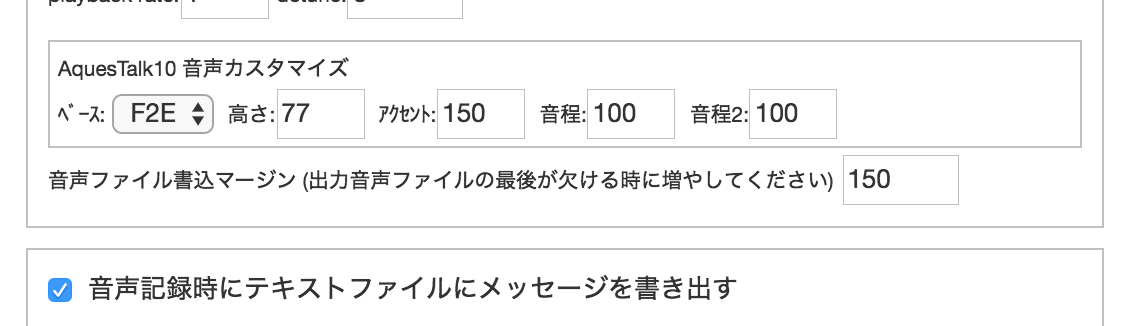 AquesTalk10 音声カスタマイズ
ﾍﾞｰｽ: F2E 高さ: 77 ｱｸｾﾝﾄ: 150 音程: 100 音程2: 100
音声ファイル書込マージン (出力音声ファイルの最後が欠ける時に増やしてください) 150
音声記録時にテキストファイルにメッセージを書き出す